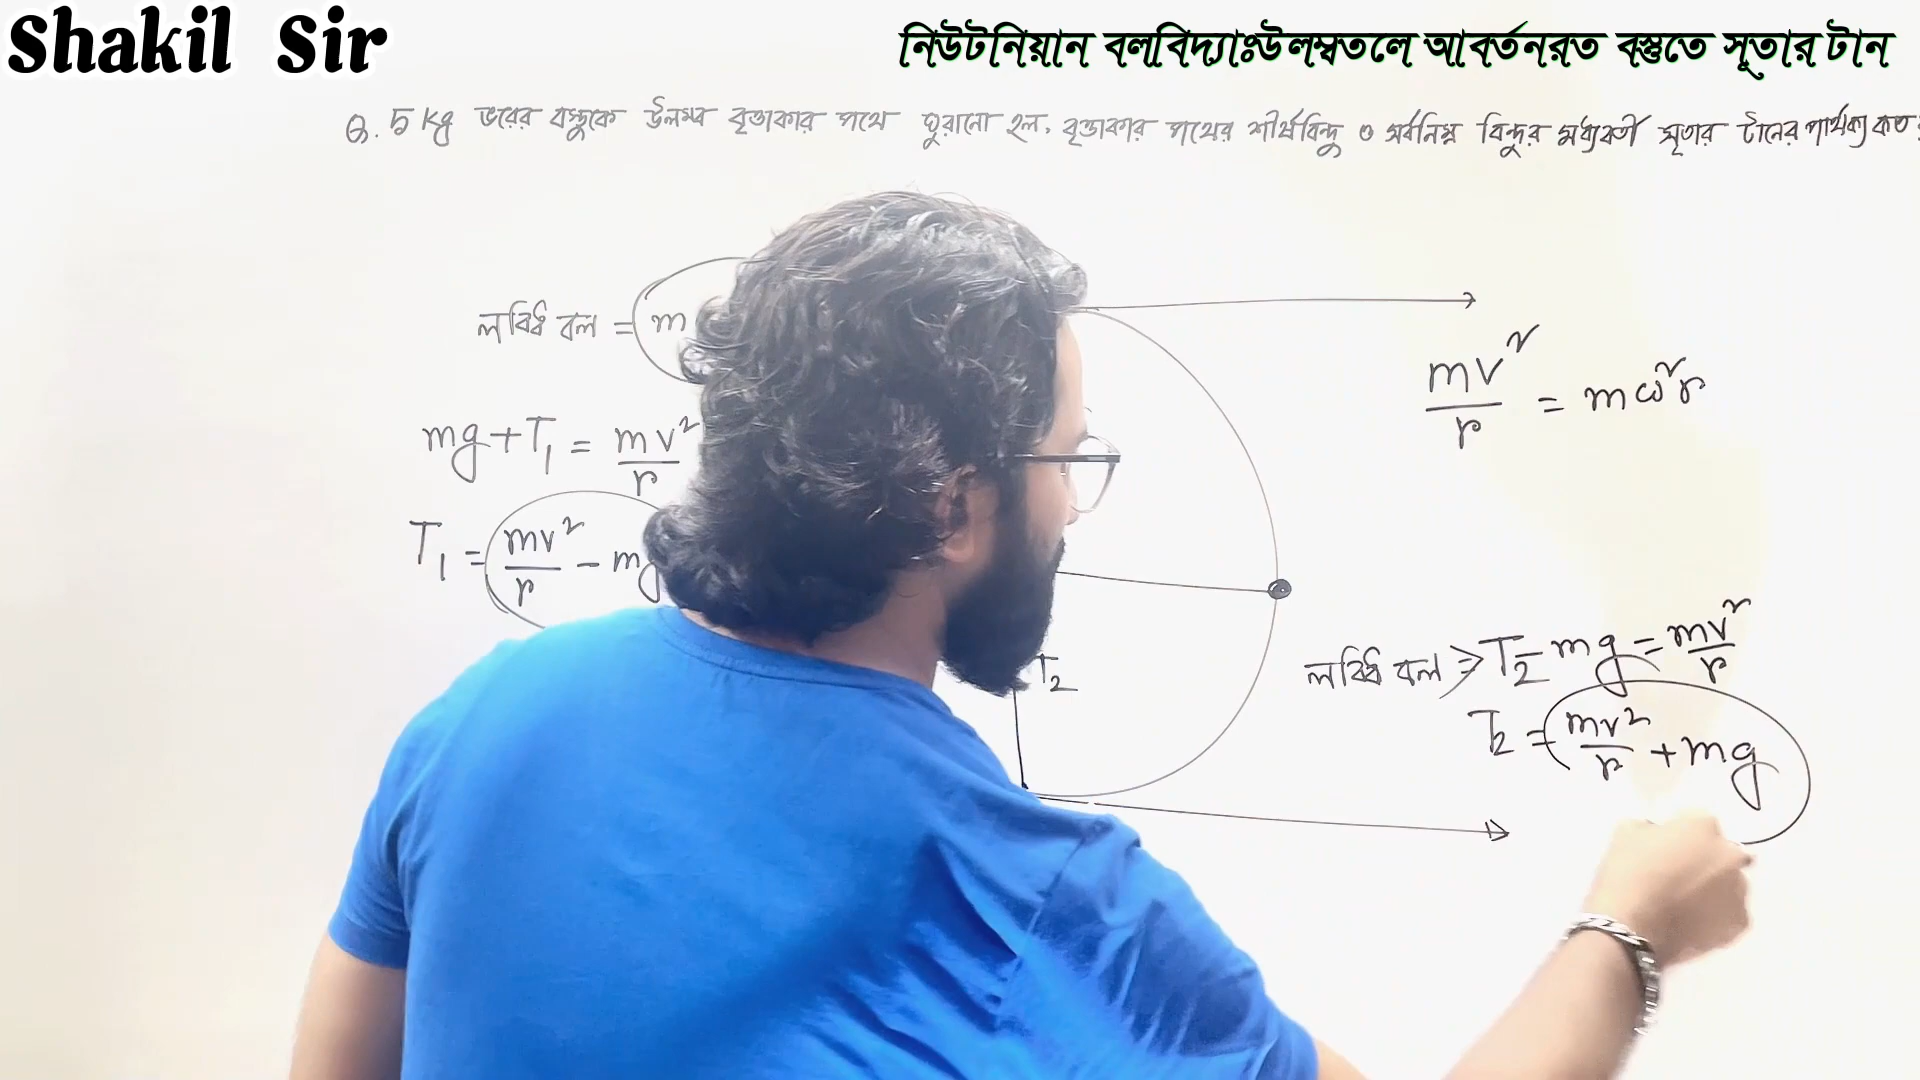 Shakil Sir
নিউটনিয়ান বলবিদ্যাঃউলম্বতলে আবর্তনরত বস্তুতে সূতার টান
Q. 5 kg ভরের বস্তুকে উলম্ব বৃত্তাকার পথে ঘুরানো হল, বৃত্তাকার পথের শীর্ষবিন্দু ও সর্বনিম্ন বিন্দুর মধ্যবর্তী সূতার টানের পার্থক্য কত?
লব্ধি বল = m
mg + T₁ = mv²/r
T₁ = mv²/r - mg
mv²/r = mω²r
T₂
লব্ধি বল ⇒ T₂ - mg = mv²/r
T₂ = mv²/r + mg